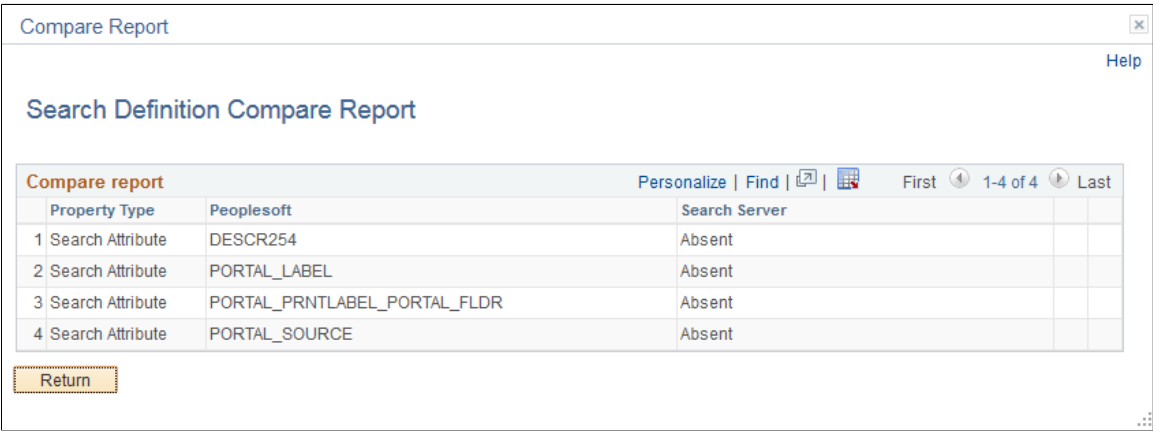 Compare Report
Help
Search Definition Compare Report
Compare report Personalize | Find | | First 1-4 of 4 Last
Property Type Peoplesoft Search Server
1 Search Attribute DESCR254 Absent
2 Search Attribute PORTAL_LABEL Absent
3 Search Attribute PORTAL_PRNTLABEL_PORTAL_FLDR Absent
4 Search Attribute PORTAL_SOURCE Absent
Return